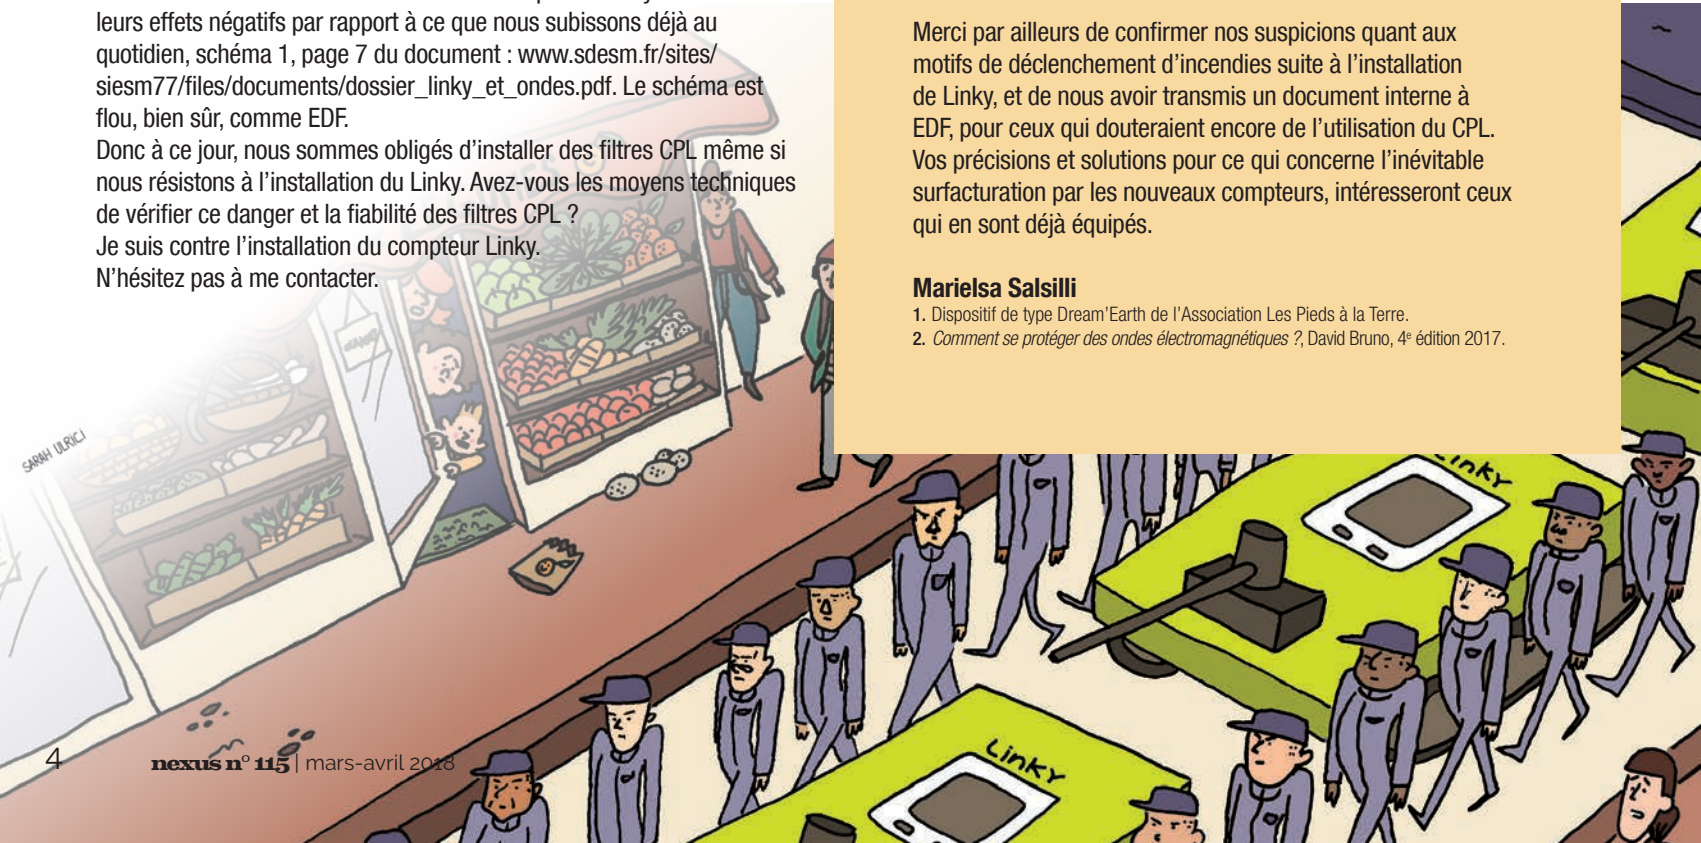 leurs effets négatifs par rapport à ce que nous subissons déjà au
quotidien, schéma 1, page 7 du document : www.sdesm.fr/sites/
siesm77/files/documents/dossier_linky_et_ondes.pdf. Le schéma est
flou, bien sûr, comme EDF.
Donc à ce jour, nous sommes obligés d’installer des filtres CPL même si
nous résistons à l’installation du Linky. Avez-vous les moyens techniques
de vérifier ce danger et la fiabilité des filtres CPL ?
Je suis contre l’installation du compteur Linky.
N’hésitez pas à me contacter.
Merci par ailleurs de confirmer nos suspicions quant aux
motifs de déclenchement d’incendies suite à l’installation
de Linky, et de nous avoir transmis un document interne à
EDF, pour ceux qui douteraient encore de l’utilisation du CPL.
Vos précisions et solutions pour ce qui concerne l’inévitable
surfacturation par les nouveaux compteurs, intéresseront ceux
qui en sont déjà équipés.
Marielsa Salsilli
1. Dispositif de type Dream’Earth de l’Association Les Pieds à la Terre.
2. Comment se protéger des ondes électromagnétiques ?, David Bruno, 4e édition 2017.
SARAH ULRICI
LINKY
LINKY
4
nexus n° 115 | mars-avril 2018